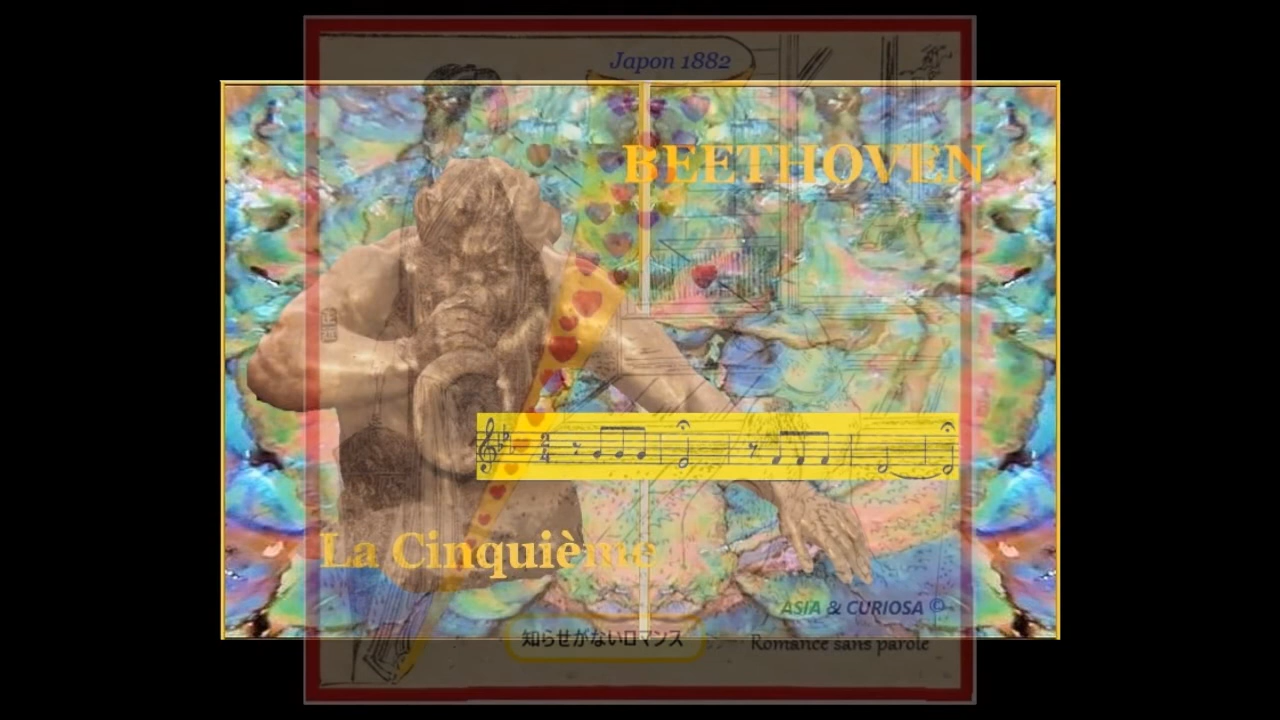 Japon 1882
BEETHOVEN
La Cinquième
ASIA & CURIOSA ©
知らせがないロマンス
Romance sans parole